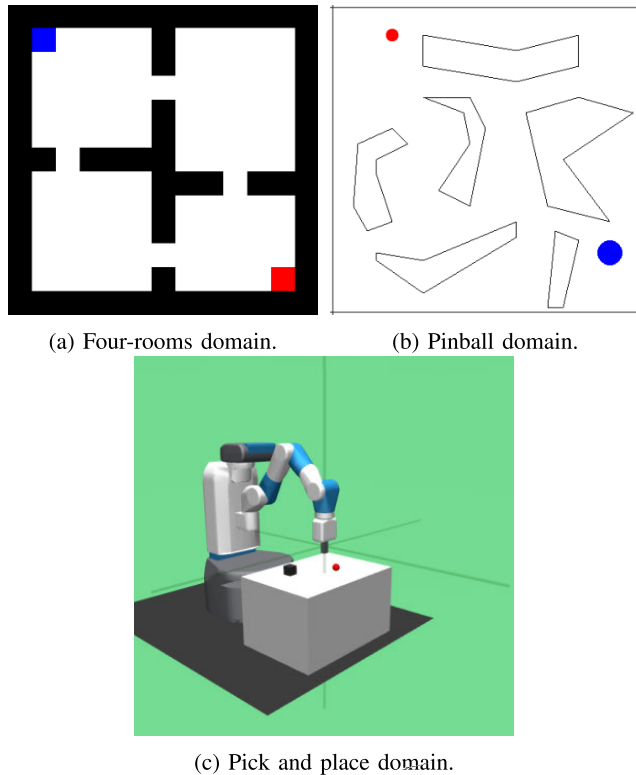 (a) Four-rooms domain.
(b) Pinball domain.
(c) Pick and place domain.